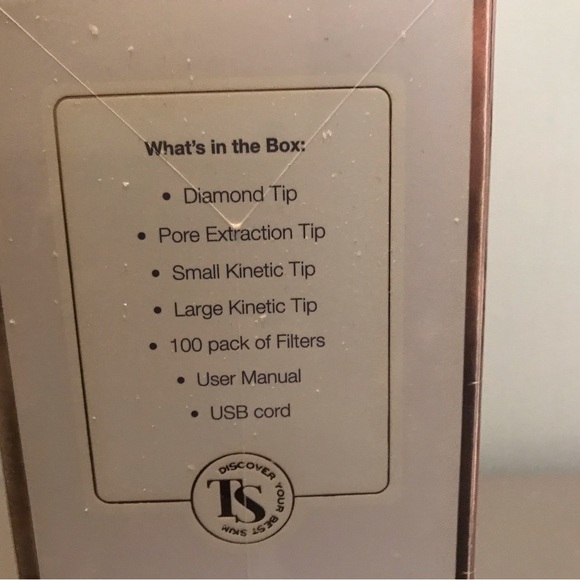 What's in the Box:
• Diamond Tip
• Pore Extraction Tip
• Small Kinetic Tip
• Large Kinetic Tip
• 100 pack of Filters
• User Manual
• USB cord
DISCOVER YOUR BEST SKIN
TS